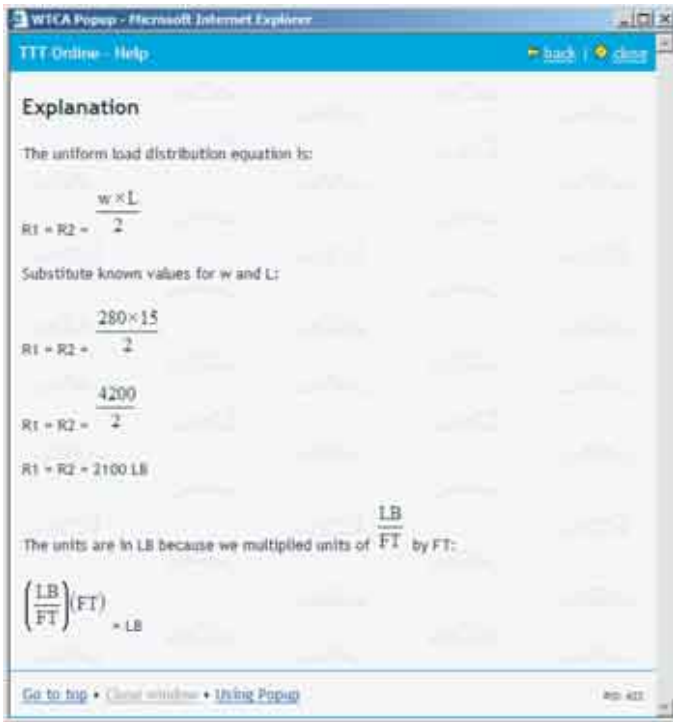 WTCA Popup - Microsoft Internet Explorer
TTT Online - Help
back | close
Explanation
The uniform load distribution equation is:
R1 = R2 = w × L / 2
Substitute known values for w and L:
R1 = R2 = 280 × 15 / 2
R1 = R2 = 4200 / 2
R1 = R2 = 2100 LB
The units are in LB because we multiplied units of LB / FT by FT:
(LB / FT)(FT) = LB
Go to top • Close window • Using Popup